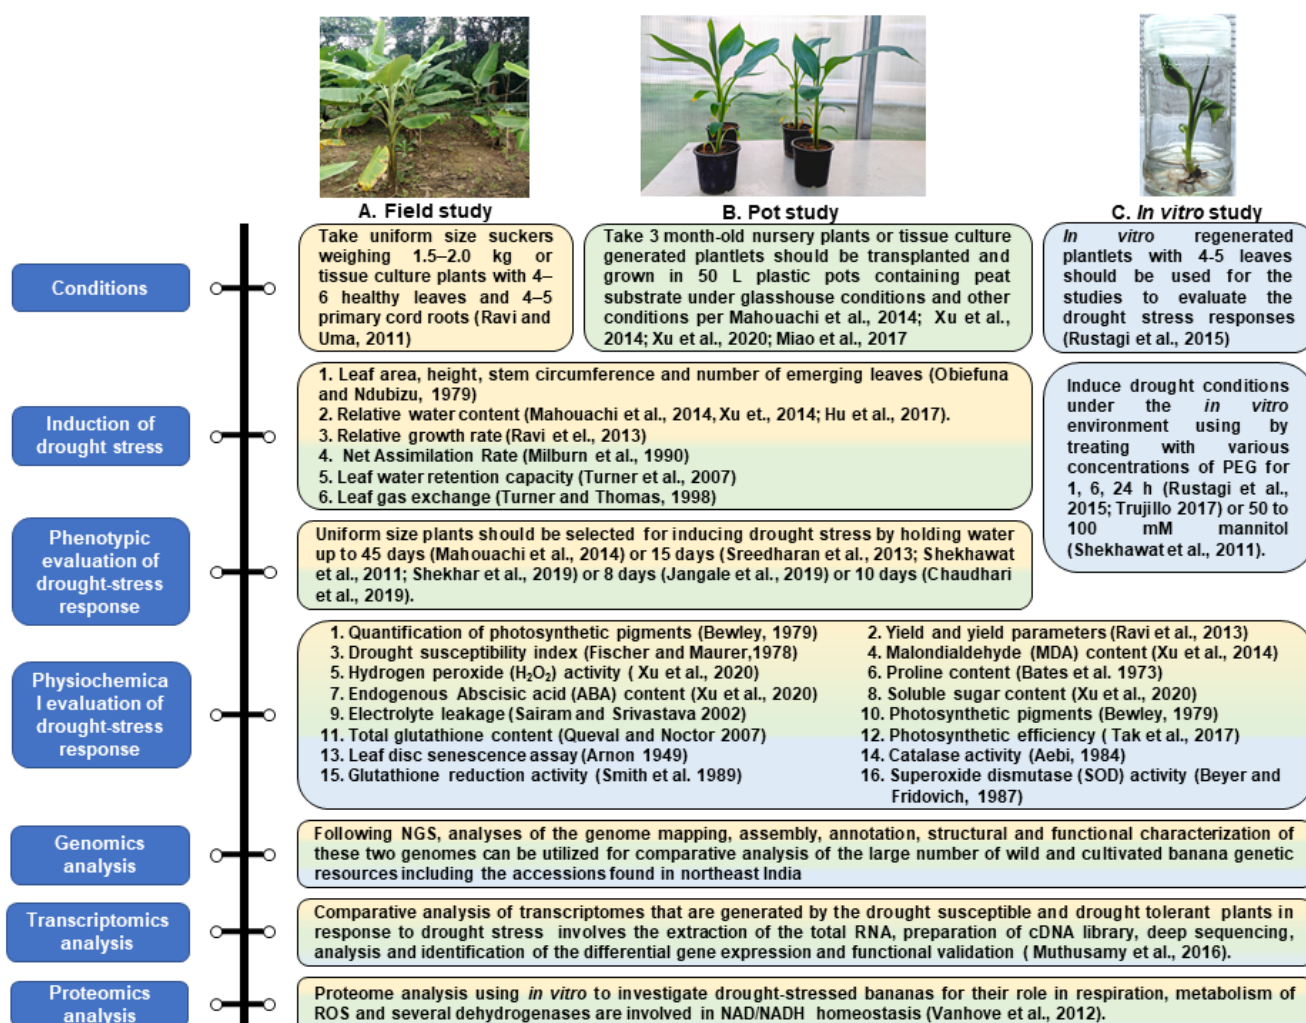 A. Field study
B. Pot study
C. In vitro study
Conditions
Take uniform size suckers
weighing 1.5–2.0 kg or
tissue culture plants with 4–
6 healthy leaves and 4–5
primary cord roots (Ravi and
Uma, 2011)
Take 3 month-old nursery plants or tissue culture
generated plantlets should be transplanted and
grown in 50 L plastic pots containing peat
substrate under glasshouse conditions and other
conditions per Mahouachi et al., 2014; Xu et al.,
2014; Xu et al., 2020; Miao et al., 2017
In vitro regenerated
plantlets with 4-5 leaves
should be used for the
studies to evaluate the
drought stress responses
(Rustagi et al., 2015)
Induction of
drought stress
1. Leaf area, height, stem circumference and number of emerging leaves (Obiefuna
and Ndubizu, 1979)
2. Relative water content (Mahouachi et al., 2014, Xu et., 2014; Hu et al., 2017).
3. Relative growth rate (Ravi et el., 2013)
4. Net Assimilation Rate (Milburn et al., 1990)
5. Leaf water retention capacity (Turner et al., 2007)
6. Leaf gas exchange (Turner and Thomas, 1998)
Induce drought conditions
under the in vitro
environment using by
treating with various
concentrations of PEG for
1, 6, 24 h (Rustagi et al.,
2015; Trujillo 2017) or 50 to
100 mM mannitol
(Shekhawat et al., 2011).
Phenotypic
evaluation of
drought-stress
response
Uniform size plants should be selected for inducing drought stress by holding water
up to 45 days (Mahouachi et al., 2014) or 15 days (Sreedharan et al., 2013; Shekhawat
et al., 2011; Shekhar et al., 2019) or 8 days (Jangale et al., 2019) or 10 days (Chaudhari
et al., 2019).
Physiochemica
l evaluation of
drought-stress
response
1. Quantification of photosynthetic pigments (Bewley, 1979)
2. Yield and yield parameters (Ravi et al., 2013)
3. Drought susceptibility index (Fischer and Maurer,1978)
4. Malondialdehyde (MDA) content (Xu et al., 2014)
5. Hydrogen peroxide (H₂O₂) activity ( Xu et al., 2020)
6. Proline content (Bates et al. 1973)
7. Endogenous Abscisic acid (ABA) content (Xu et al., 2020)
8. Soluble sugar content (Xu et al., 2020)
9. Electrolyte leakage (Sairam and Srivastava 2002)
10. Photosynthetic pigments (Bewley, 1979)
11. Total glutathione content (Queval and Noctor 2007)
12. Photosynthetic efficiency ( Tak et al., 2017)
13. Leaf disc senescence assay (Arnon 1949)
14. Catalase activity (Aebi, 1984)
15. Glutathione reduction activity (Smith et al. 1989)
16. Superoxide dismutase (SOD) activity (Beyer and
Fridovich, 1987)
Genomics
analysis
Following NGS, analyses of the genome mapping, assembly, annotation, structural and functional characterization of
these two genomes can be utilized for comparative analysis of the large number of wild and cultivated banana genetic
resources including the accessions found in northeast India
Transcriptomics
analysis
Comparative analysis of transcriptomes that are generated by the drought susceptible and drought tolerant plants in
response to drought stress involves the extraction of the total RNA, preparation of cDNA library, deep sequencing,
analysis and identification of the differential gene expression and functional validation ( Muthusamy et al., 2016).
Proteomics
analysis
Proteome analysis using in vitro to investigate drought-stressed bananas for their role in respiration, metabolism of
ROS and several dehydrogenases are involved in NAD/NADH homeostasis (Vanhove et al., 2012).